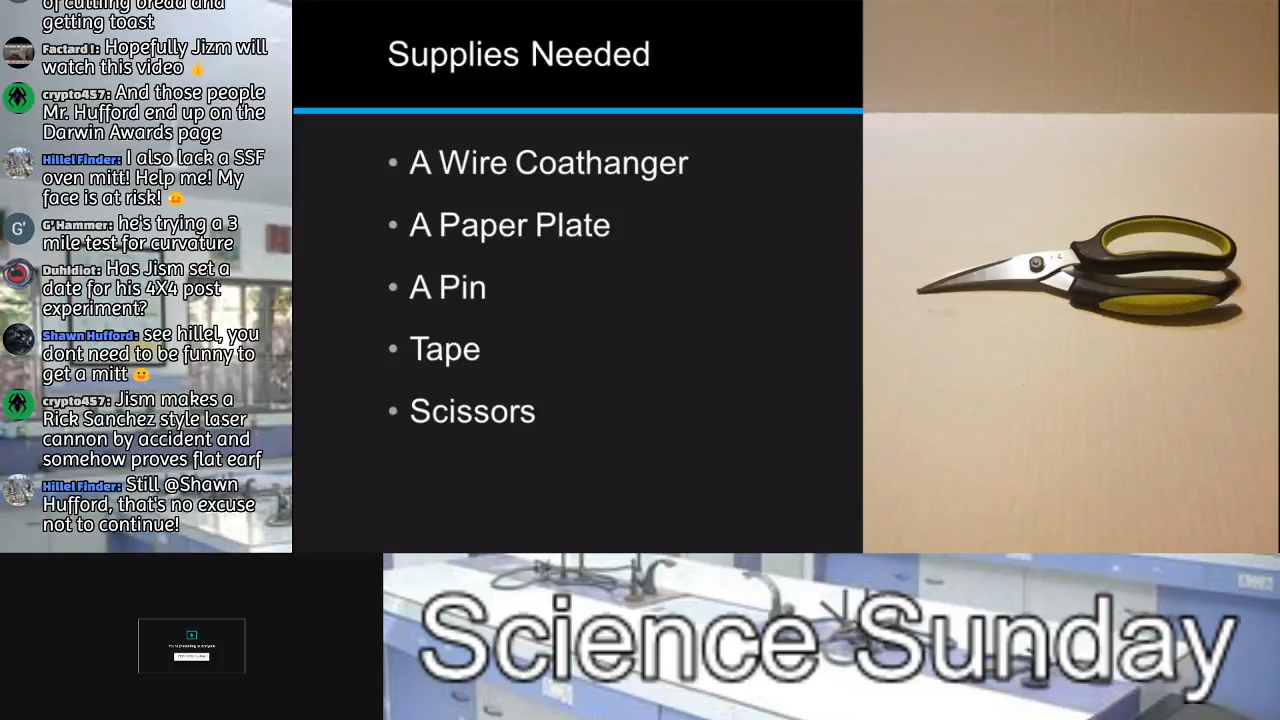 of cuttling bread and
getting toast
Factard 1: Hopefully Jizm will
watch this video 👍
crypto457: And those people
Mr. Hufford end up on the
Darwin Awards page
Hillel Finder: I also lack a SSF
oven mitt! Help me! My
face is at risk! 🙂
G'Hammer: he's trying a 3
mile test for curvature
DuhIdiot: Has Jism set a
date for his 4X4 post
experiment?
Shawn Hufford: see hillel, you
dont need to be funny to
get a mitt 🙂
crypto457: Jism makes a
Rick Sanchez style laser
cannon by accident and
somehow proves flat earf
Hillel Finder: Still @Shawn
Hufford, that's no excuse
not to continue!
G'
Supplies Needed
• A Wire Coathanger
• A Paper Plate
• A Pin
• Tape
• Scissors
Science Sunday